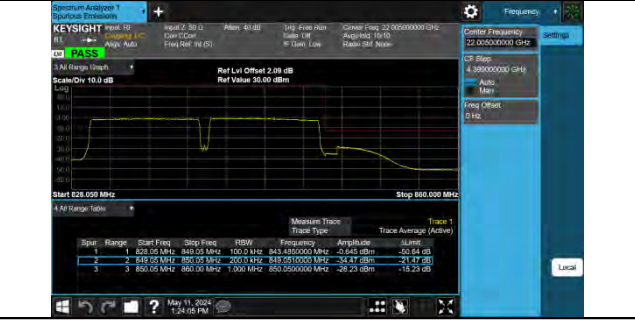 Spectrum Analyzer 1
Spurious Emissions
+
Frequency
KEYSIGHT Input: RF
Input Z: 50 Ω
Atten: 40 dB
Trig: Free Run
Center Freq: 22.005000000 GHz
Corr CCorr
Gate: Off
Avg|Hold: 10/10
Align: Auto
Freq Ref: Int (S)
IF Gain: Low
Radio Std: None
PASS
Center Frequency
22.005000000 GHz
Settings
CF Step
4.395000000 GHz
Auto
Man
Freq Offset
0 Hz
3 All Range Graph
Scale/Div 10.0 dB
Ref Lvl Offset 2.09 dB
Ref Value 30.00 dBm
Log
Start 828.050 MHz
Stop 860.000 MHz
4 All Range Table
Measure Trace
Trace 1
Trace Type
Trace Average (Active)
Spur Range Start Freq Stop Freq RBW Frequency Amplitude ΔLimit
1 1 828.05 MHz 849.05 MHz 100.0 kHz 843.4850000 MHz -0.645 dBm -50.64 dB
2 2 849.05 MHz 850.05 MHz 200.0 kHz 849.0510000 MHz -34.47 dBm -21.47 dB
3 3 850.05 MHz 860.00 MHz 1.000 MHz 850.0500000 MHz -28.23 dBm -15.23 dB
Local
?
May 11, 2024
1:24:05 PM